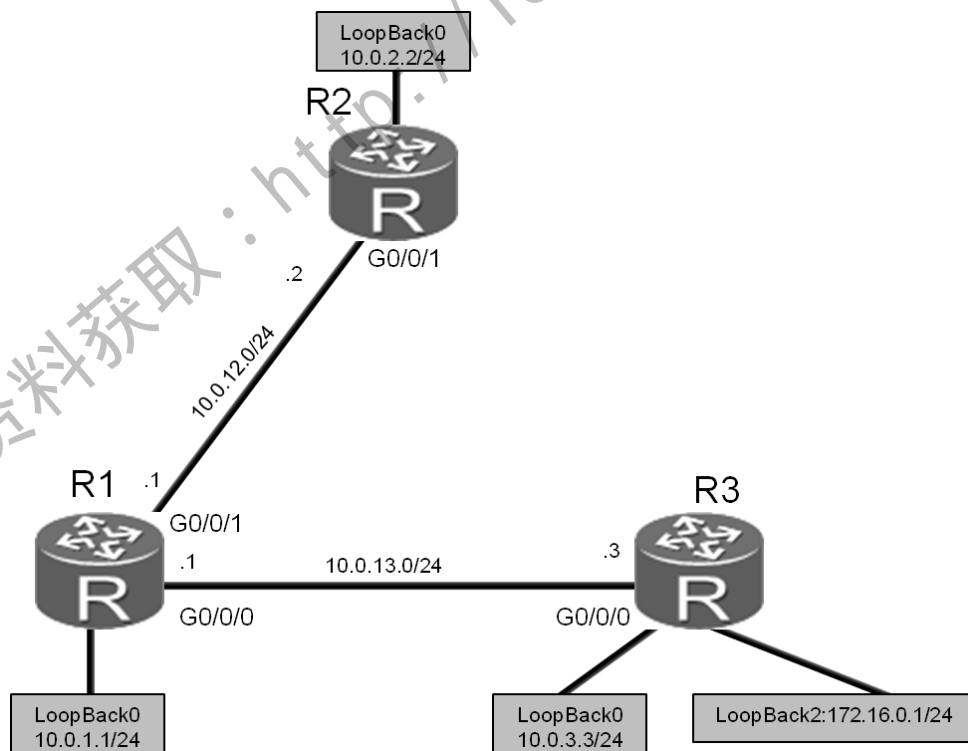 LoopBack0
10.0.2.2/24
R2
R
G0/0/1
.2
10.0.12.0/24
资料获取：http://
R1
.1
G0/0/1
.1
10.0.13.0/24
.3
R3
R
R
G0/0/0
G0/0/0
LoopBack0
10.0.1.1/24
LoopBack0
10.0.3.3/24
LoopBack2:172.16.0.1/24